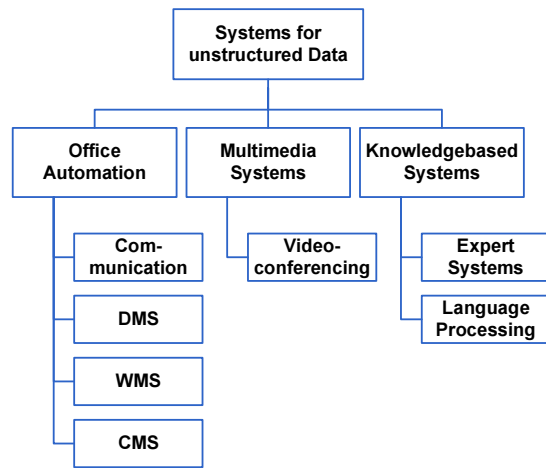 Systems for
unstructured Data
Office
Automation
Multimedia
Systems
Knowledgebased
Systems
Com-
munication
DMS
WMS
CMS
Video-
conferencing
Expert
Systems
Language
Processing